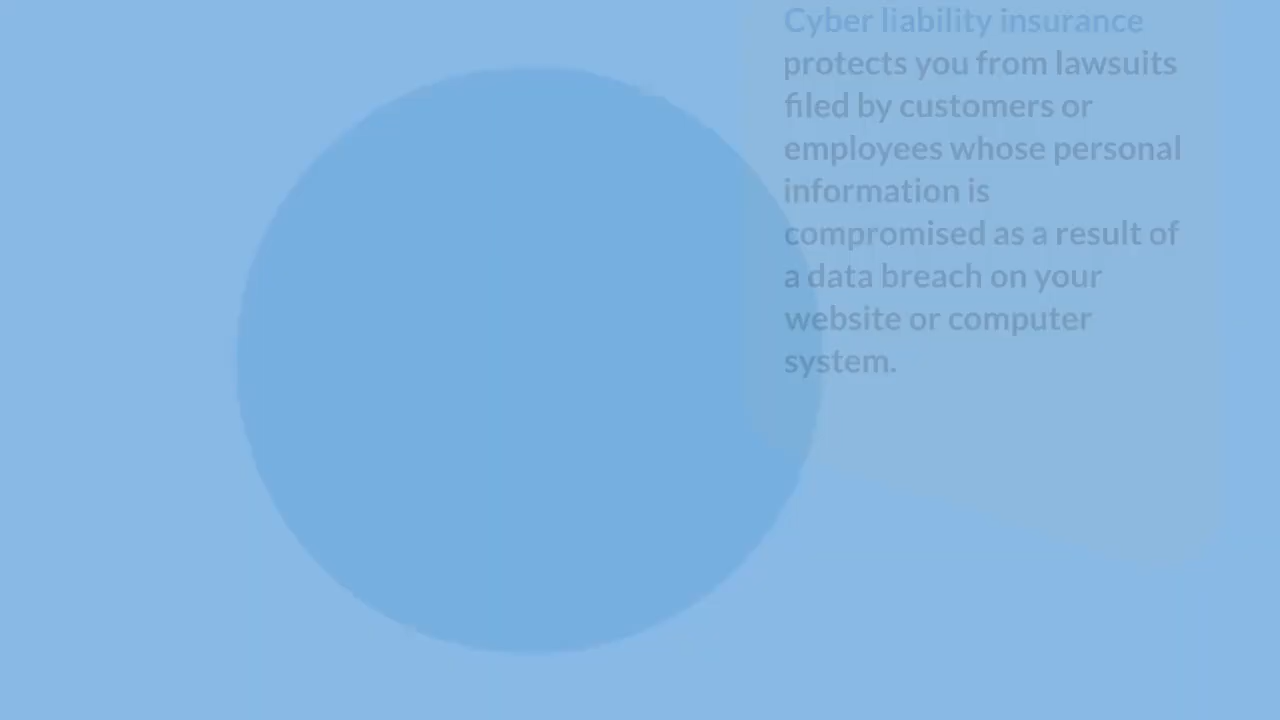 Cyber liability insurance
protects you from lawsuits
filed by customers or
employees whose personal
information is
compromised as a result of
a data breach on your
website or computer
system.